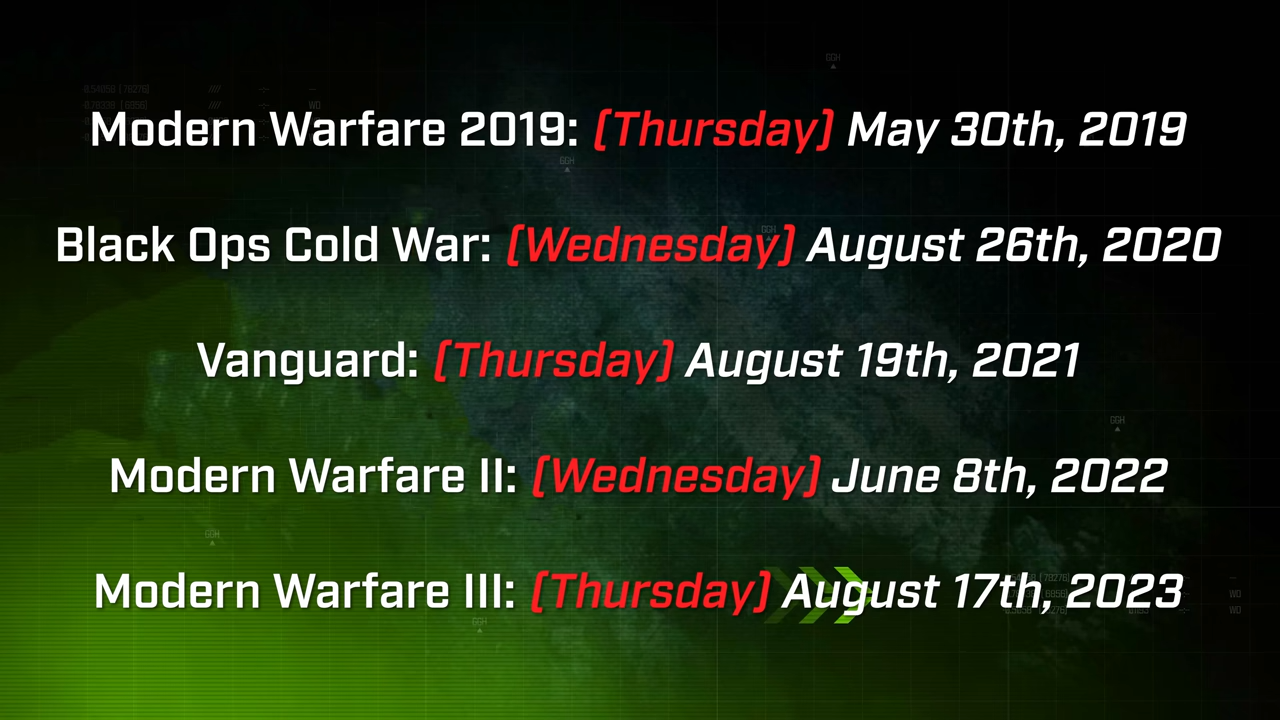 Modern Warfare 2019: (Thursday) May 30th, 2019
Black Ops Cold War: (Wednesday) August 26th, 2020
Vanguard: (Thursday) August 19th, 2021
Modern Warfare II: (Wednesday) June 8th, 2022
Modern Warfare III: (Thursday) August 17th, 2023